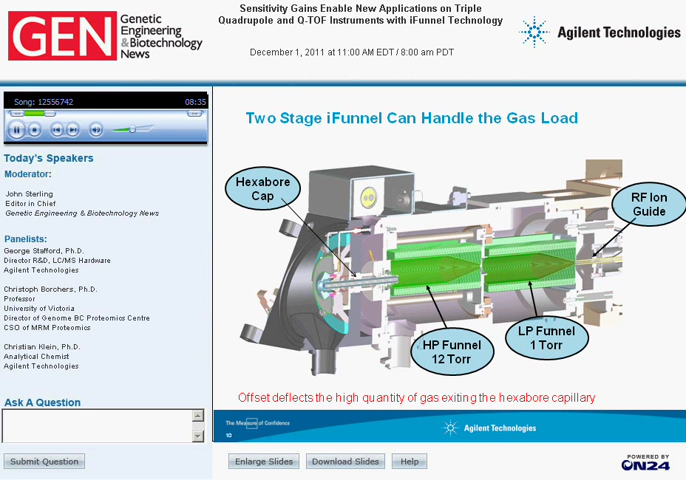 GEN
Genetic
Engineering
& Biotechnology
News
Sensitivity Gains Enable New Applications on Triple
Quadrupole and Q-TOF Instruments with iFunnel Technology
December 1, 2011 at 11:00 AM EDT / 8:00 am PDT
Agilent Technologies
Song: 12556742
08:35
Today's Speakers
Moderator:
John Sterling
Editor in Chief
Genetic Engineering & Biotechnology News
Panelists:
George Stafford, Ph.D.
Director R&D, LC/MS Hardware
Agilent Technologies
Christoph Borchers, Ph.D.
Professor
University of Victoria
Director of Genome BC Proteomics Centre
CSO of MRM Proteomics
Christian Klein, Ph.D.
Analytical Chemist
Agilent Technologies
Ask A Question
Submit Question
Two Stage iFunnel Can Handle the Gas Load
Hexabore
Cap
RF Ion
Guide
HP Funnel
12 Torr
LP Funnel
1 Torr
Offset deflects the high quantity of gas exiting the hexabore capillary
The Measure of Confidence
10
Agilent Technologies
Enlarge Slides
Download Slides
Help
POWERED BY
ON24